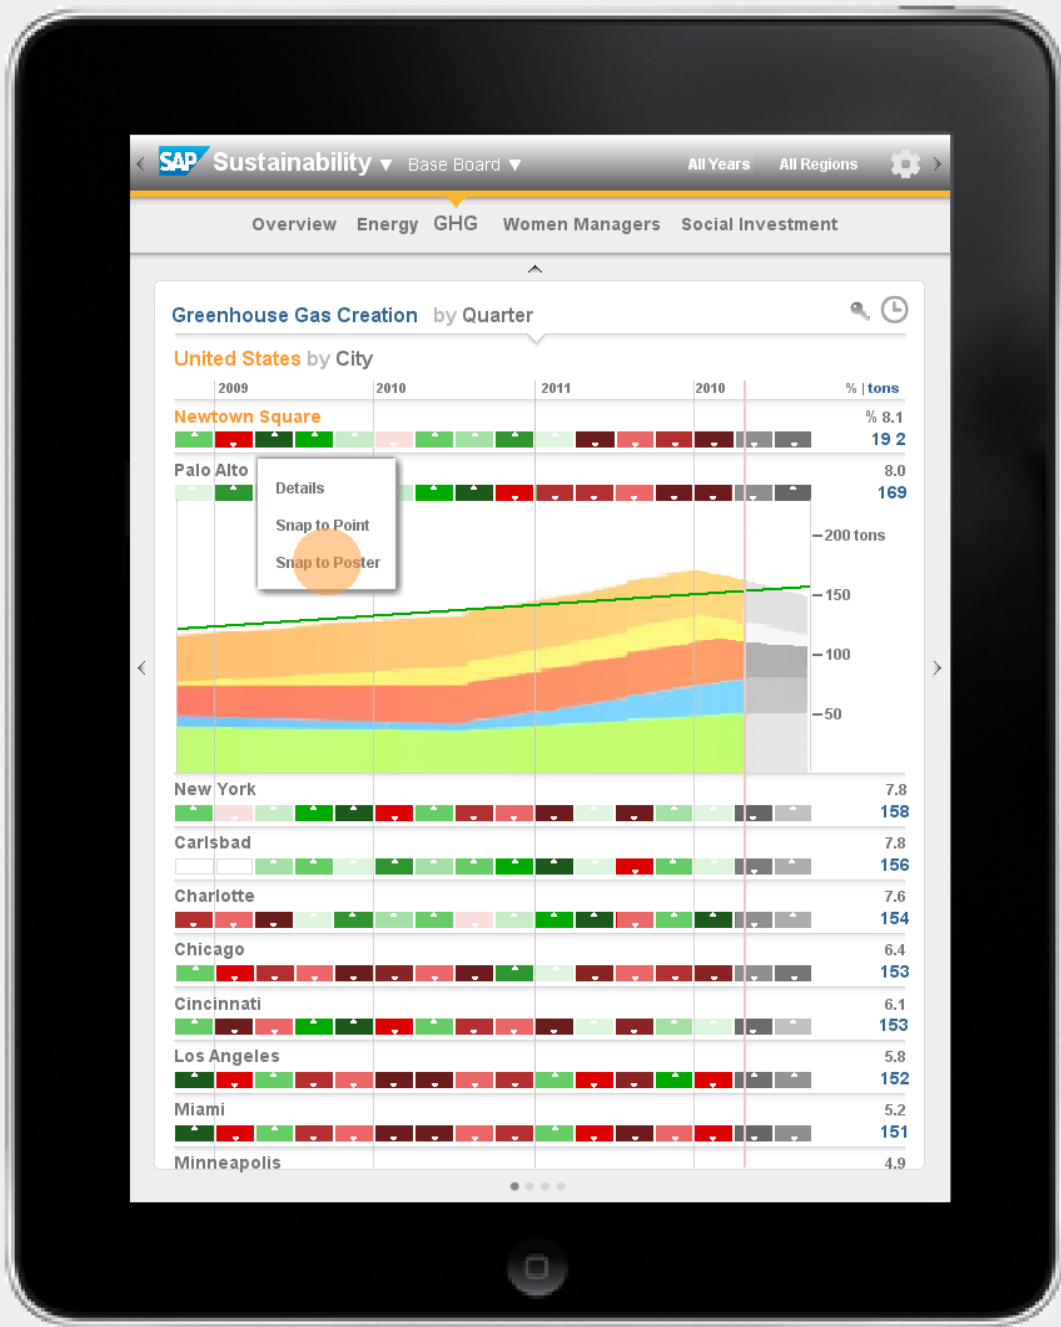 SAP Sustainability ▼ Base Board ▼ All Years All Regions
Overview Energy GHG Women Managers Social Investment
Greenhouse Gas Creation by Quarter
United States by City
2009 2010 2011 2010 % | tons
Newtown Square % 8.1
19 2
Palo Alto 8.0
169
Details
Snap to Point
Snap to Poster
200 tons
150
100
50
New York 7.8
158
Carlsbad 7.8
156
Charlotte 7.6
154
Chicago 6.4
153
Cincinnati 6.1
153
Los Angeles 5.8
152
Miami 5.2
151
Minneapolis 4.9